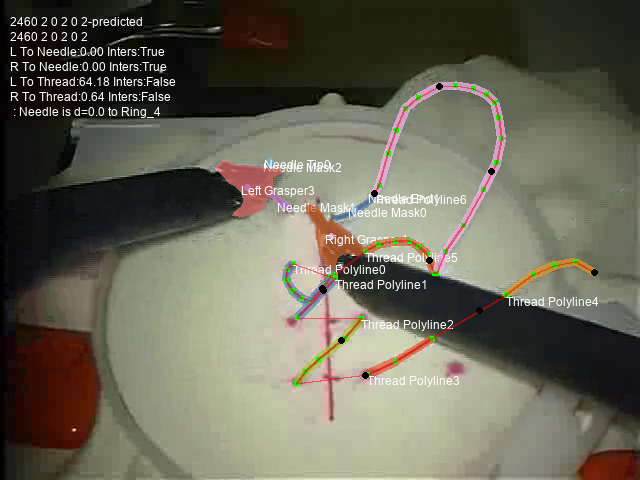 2460 2 0 2 0 2-predicted
2460 2 0 2 0 2
L To Needle:0.00 Inters:True
R To Needle:0.00 Inters:True
L To Thread:64.18 Inters:False
R To Thread:0.64 Inters:False
: Needle is d=0.0 to Ring_4
Needle Tip0
Needle Mask2
Left Grasper3
Needle Mask1
Needle End1
Thread Polyline6
Needle Mask0
Right Grasper4
Thread Polyline5
Thread Polyline0
Thread Polyline1
Thread Polyline4
Thread Polyline2
Thread Polyline3